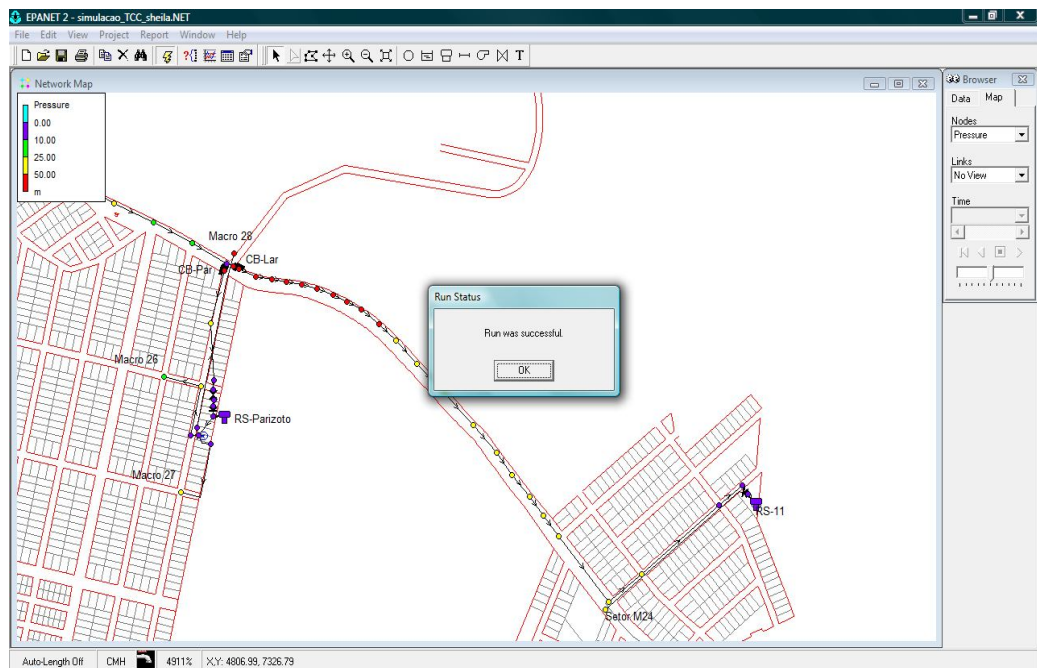 EPANET 2 - simulacao_TCC_sheila.NET
File Edit View Project Report Window Help
T
Network Map
Browser
Data Map
Pressure
0.00
10.00
25.00
50.00
m
Nodes
Pressure
Links
No View
Time
Macro 28
CB-Par
CB-Lar
Run Status
Run was successful.
OK
Macro 26
RS-Parizoto
Macro 27
RS-11
Setor M24
Auto-Length Off CMH 4911% X,Y: 4806.99, 7326.79